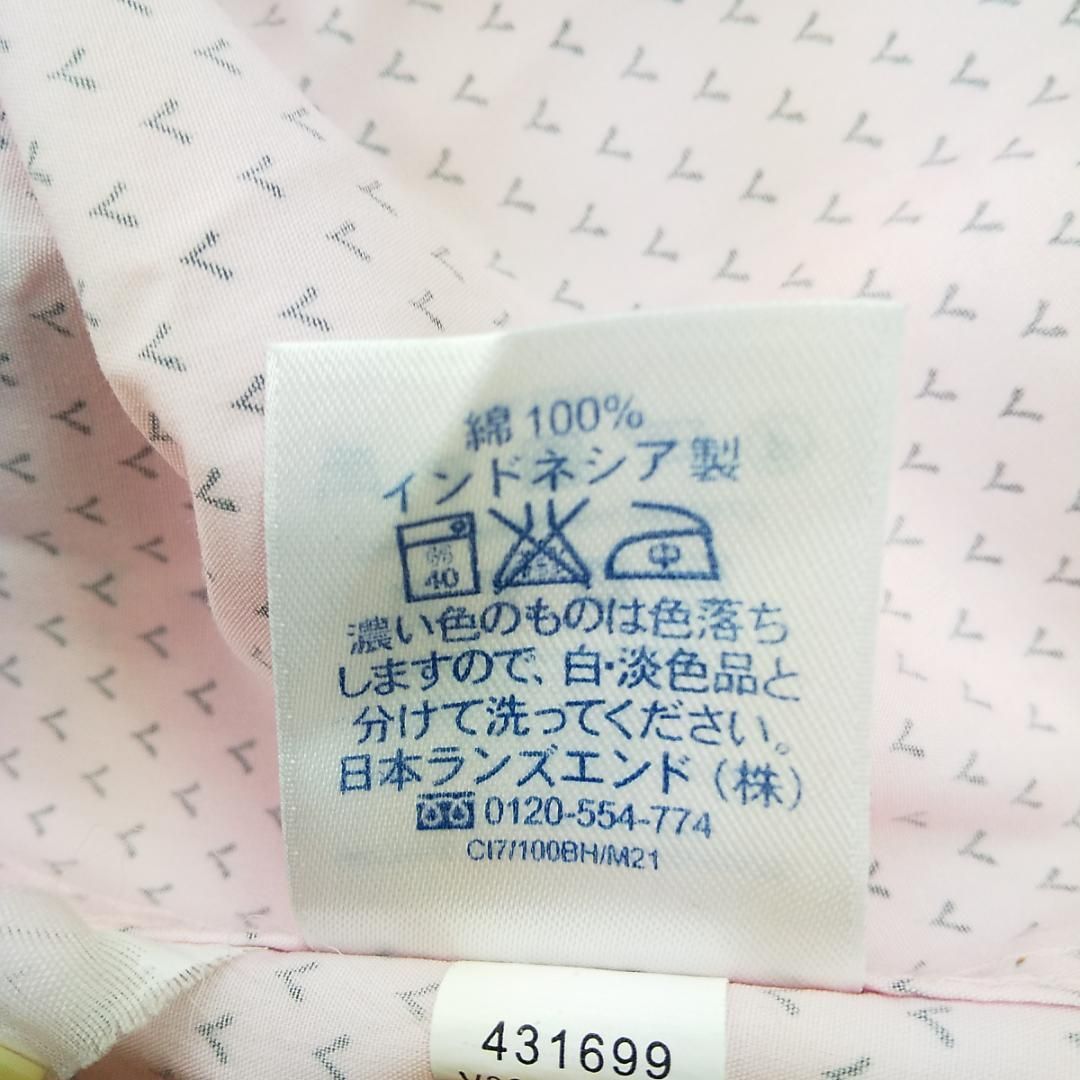 綿 100%
インドネシア製
40 中
濃い色のものは色落ち
しますので、白・淡色品と
分けて洗ってください。
日本ランズエンド（株）
0120-554-774
CI7/100BH/M21
431699